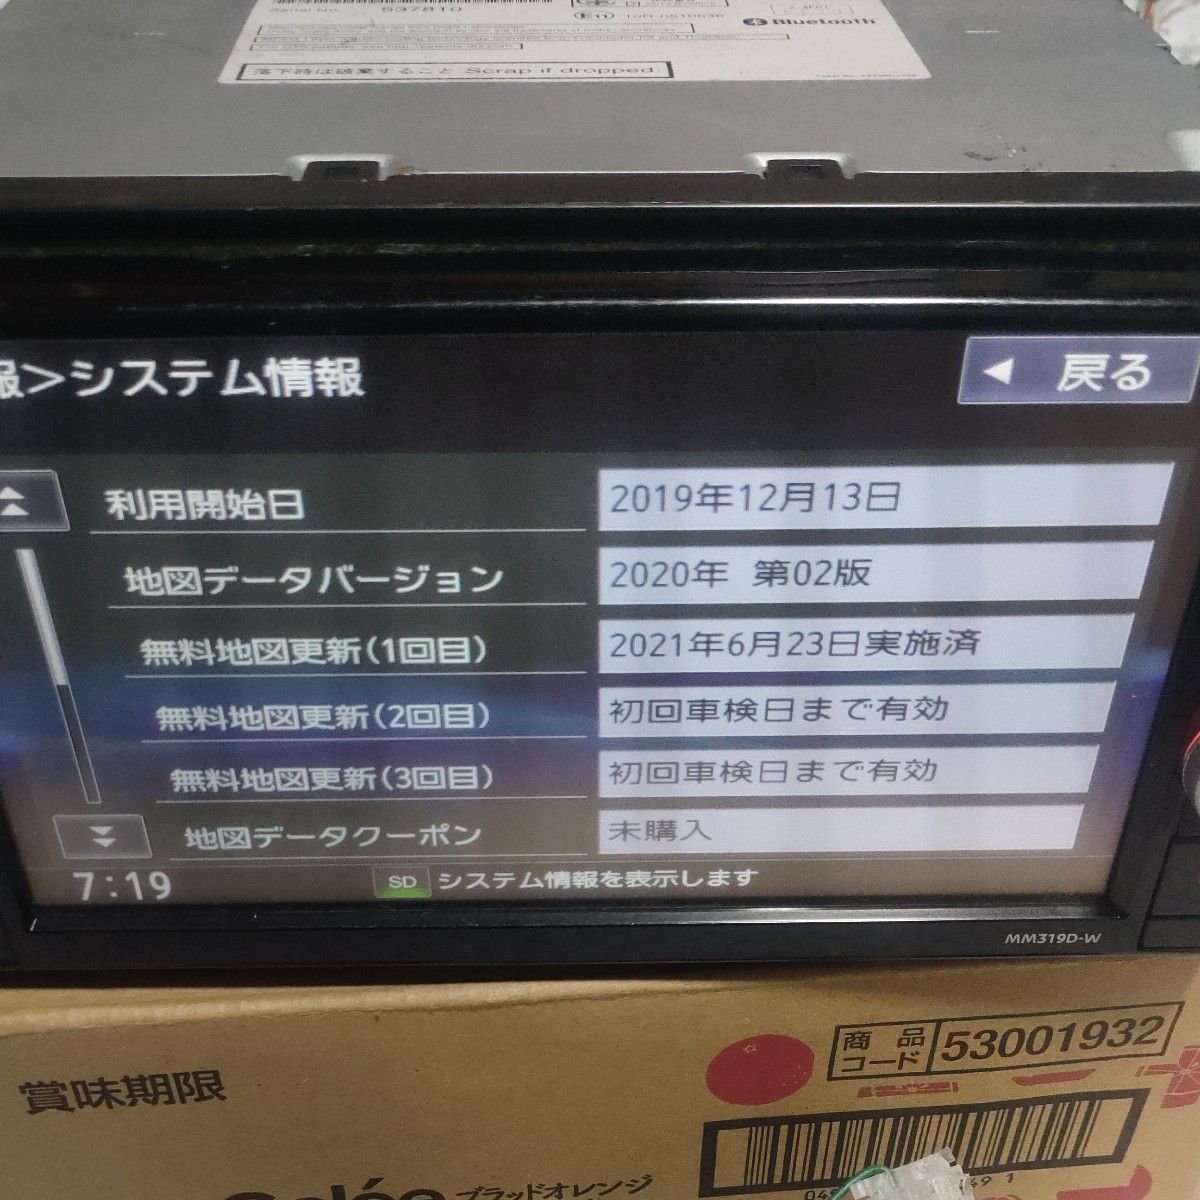 Serial No. 537810
Bluetooth
落下時は破棄すること Scrap if dropped.
報>システム情報
戻る
利用開始日 2019年12月13日
地図データバージョン 2020年 第02版
無料地図更新(1回目) 2021年6月23日実施済
無料地図更新(2回目) 初回車検日まで有効
無料地図更新(3回目) 初回車検日まで有効
地図データクーポン 未購入
7:19
SD システム情報を表示します
MM319D-W
商品コード 53001932
賞味期限
ブラッドオレンジ